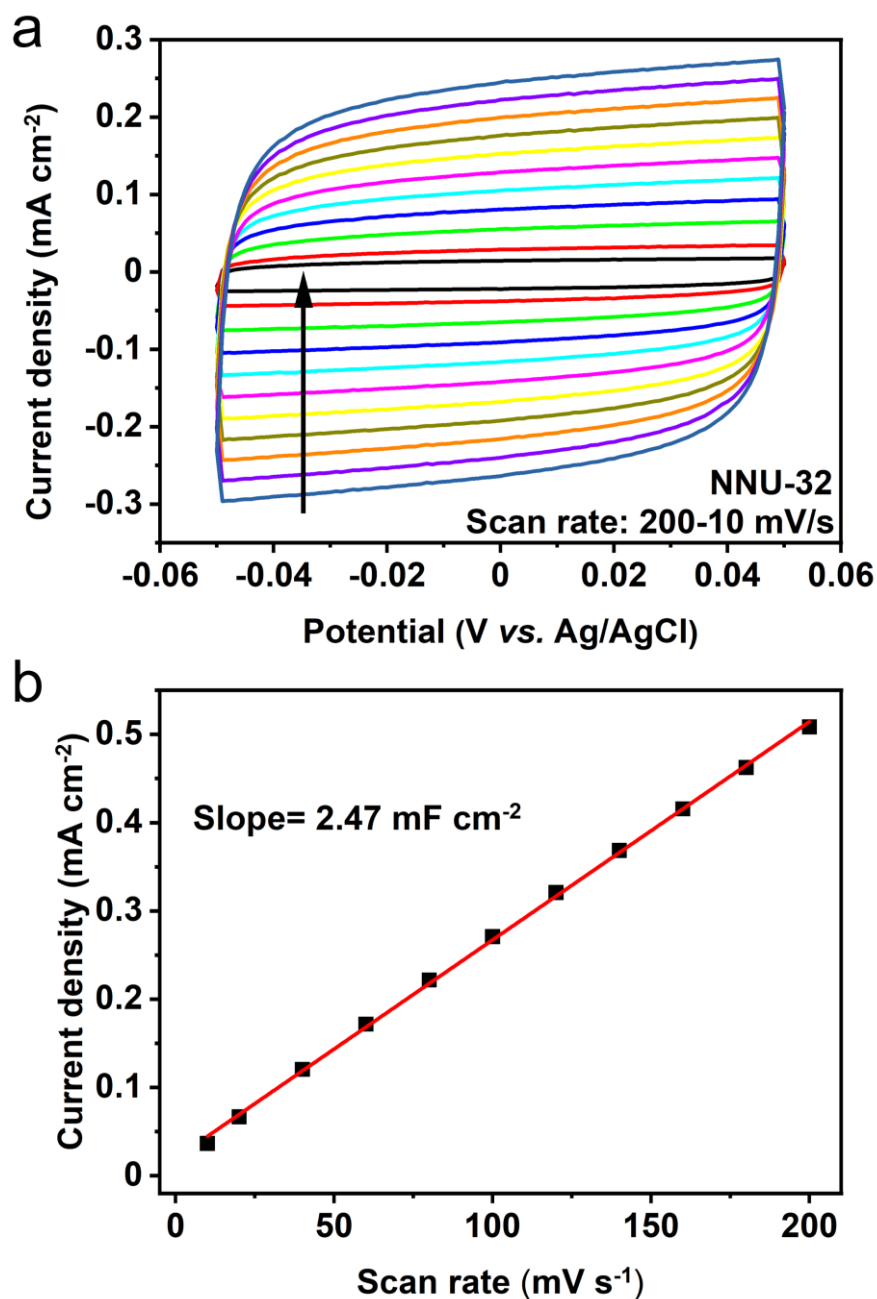 a
0.3
0.2
0.1
0
-0.1
-0.2
-0.3
Current density (mA cm-2)
NNU-32
Scan rate: 200-10 mV/s
-0.06 -0.04 -0.02 0 0.02 0.04 0.06
Potential (V vs. Ag/AgCl)
b
0.5
0.4
0.3
0.2
0.1
0
Current density (mA cm-2)
Slope= 2.47 mF cm-2
0 50 100 150 200
Scan rate (mV s-1)